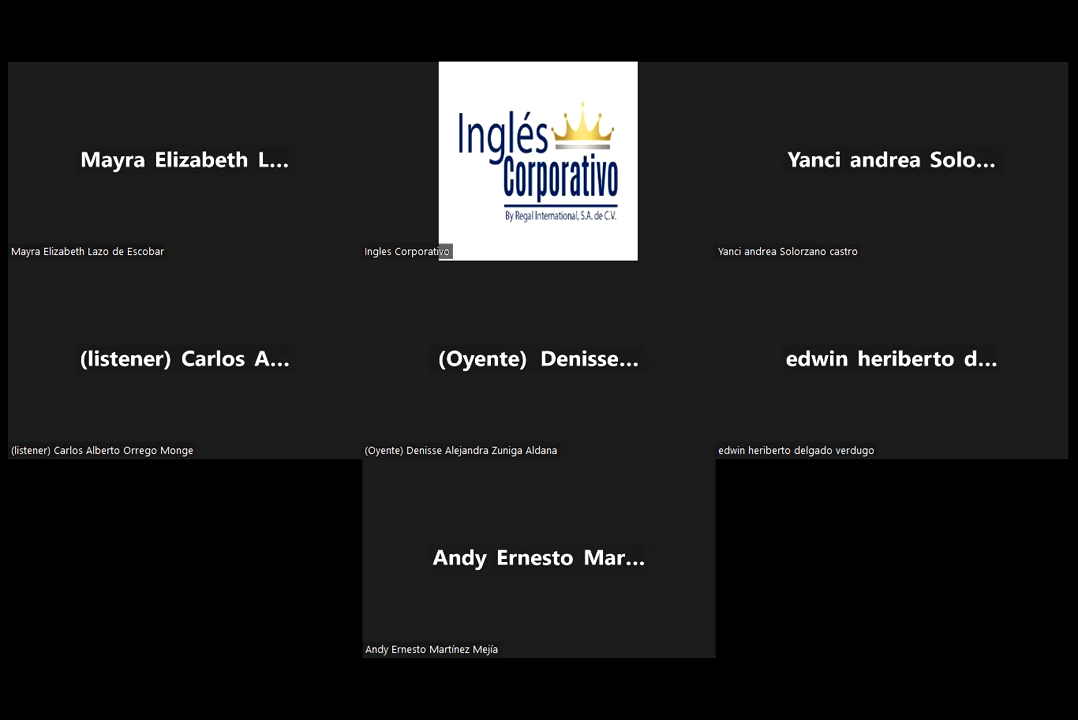 Mayra Elizabeth L...
Mayra Elizabeth Lazo de Escobar
Inglés
Corporativo
By Regal International, S.A. de C.V.
Ingles Corporativo
Yanci andrea Solo...
Yanci andrea Solorzano castro
(listener) Carlos A...
(listener) Carlos Alberto Orrego Monge
(Oyente) Denisse...
(Oyente) Denisse Alejandra Zuniga Aldana
edwin heriberto d...
edwin heriberto delgado verdugo
Andy Ernesto Mar...
Andy Ernesto Martínez Mejía